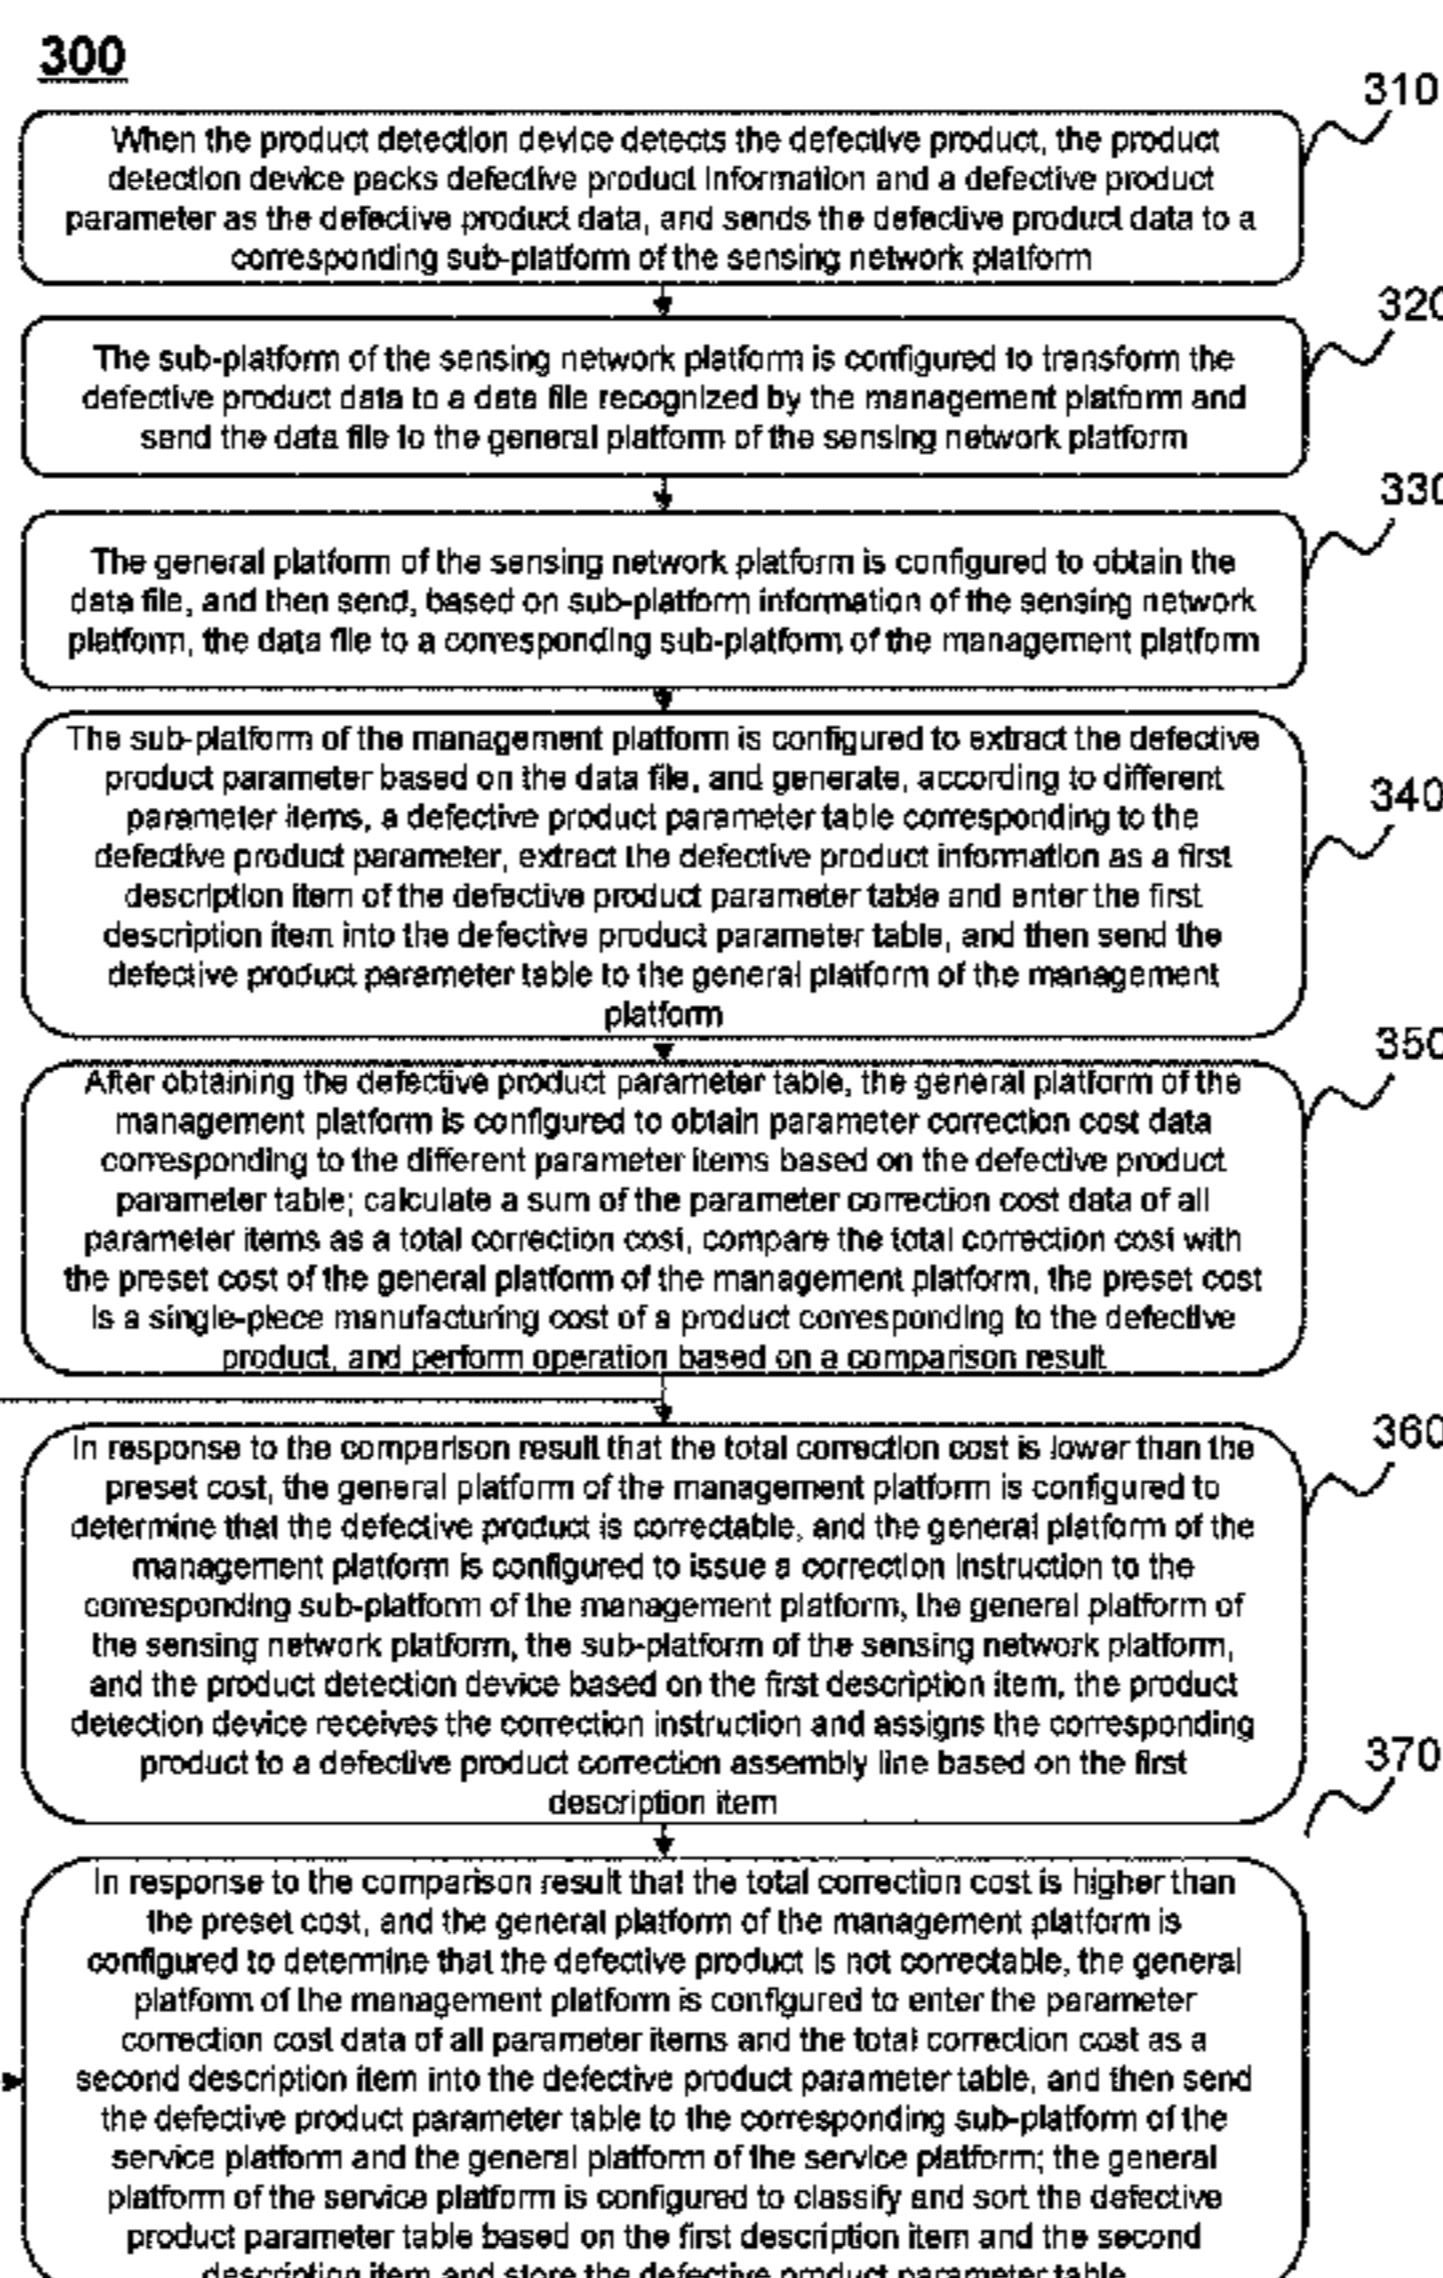 300
310
When the product detection device detects the defective product, the product
detection device packs defective product information and a defective product
parameter as the defective product data, and sends the defective product data to a
corresponding sub-platform of the sensing network platform
320
The sub-platform of the sensing network platform is configured to transform the
defective product data to a data file recognized by the management platform and
send the data file to the general platform of the sensing network platform
330
The general platform of the sensing network platform is configured to obtain the
data file, and then send, based on sub-platform information of the sensing network
platform, the data file to a corresponding sub-platform of the management platform
340
The sub-platform of the management platform is configured to extract the defective
product parameter based on the data file, and generate, according to different
parameter items, a defective product parameter table corresponding to the
defective product parameter, extract the defective product information as a first
description item of the defective product parameter table and enter the first
description item into the defective product parameter table, and then send the
defective product parameter table to the general platform of the management
platform
350
After obtaining the defective product parameter table, the general platform of the
management platform is configured to obtain parameter correction cost data
corresponding to the different parameter items based on the defective product
parameter table; calculate a sum of the parameter correction cost data of all
parameter items as a total correction cost, compare the total correction cost with
the preset cost of the general platform of the management platform, the preset cost
is a single-piece manufacturing cost of a product corresponding to the defective
product, and perform operation based on a comparison result
360
In response to the comparison result that the total correction cost is lower than the
preset cost, the general platform of the management platform is configured to
determine that the defective product is correctable, and the general platform of the
management platform is configured to issue a correction instruction to the
corresponding sub-platform of the management platform, the general platform of
the sensing network platform, the sub-platform of the sensing network platform,
and the product detection device based on the first description item, the product
detection device receives the correction instruction and assigns the corresponding
product to a defective product correction assembly line based on the first
description item
370
In response to the comparison result that the total correction cost is higher than
the preset cost, and the general platform of the management platform is
configured to determine that the defective product is not correctable, the general
platform of the management platform is configured to enter the parameter
correction cost data of all parameter items and the total correction cost as a
second description item into the defective product parameter table, and then send
the defective product parameter table to the corresponding sub-platform of the
service platform and the general platform of the service platform; the general
platform of the service platform is configured to classify and sort the defective
product parameter table based on the first description item and the second
description item and store the defective product parameter table